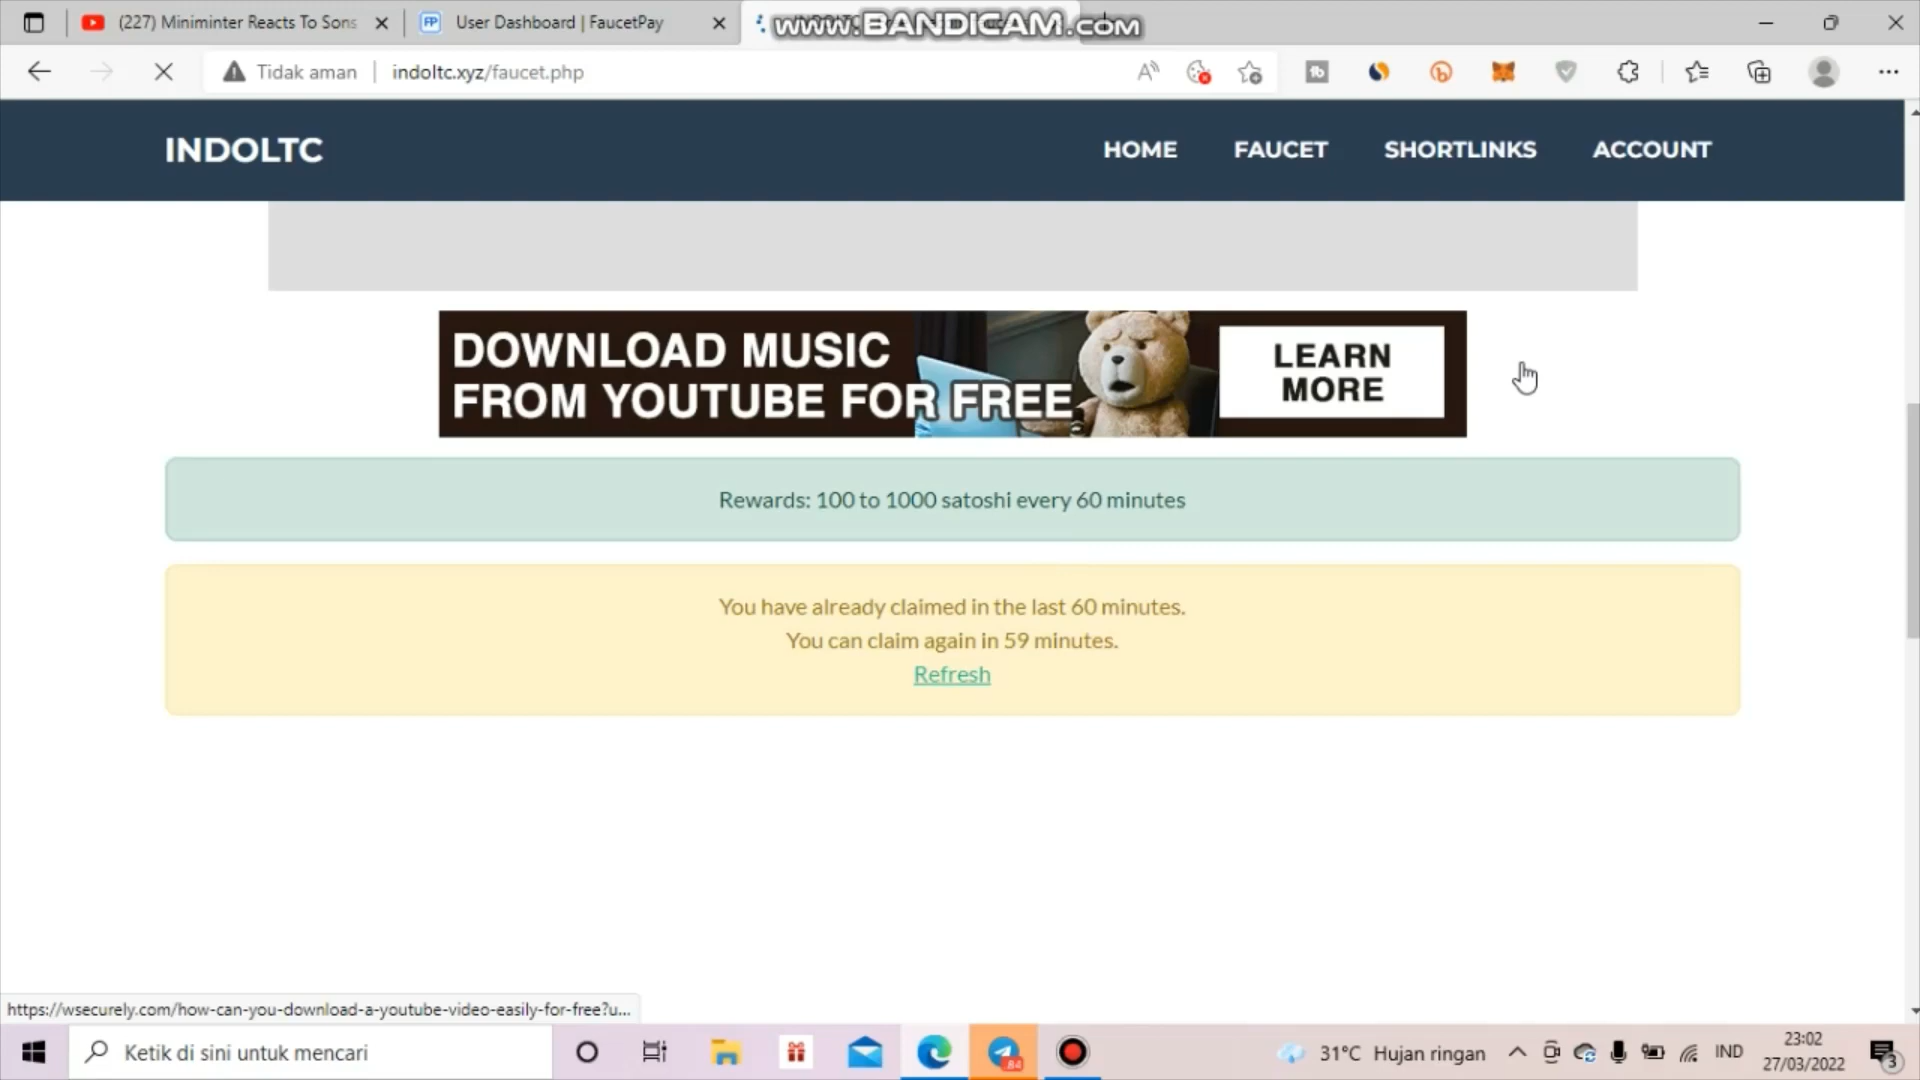 (227) Miniminter Reacts To Sons
User Dashboard | FaucetPay
www.BANDICAM.com
Tidak aman
indoltc.xyz/faucet.php
INDOLTC
HOME
FAUCET
SHORTLINKS
ACCOUNT
DOWNLOAD MUSIC
FROM YOUTUBE FOR FREE
LEARN
MORE
Rewards: 100 to 1000 satoshi every 60 minutes
You have already claimed in the last 60 minutes.
You can claim again in 59 minutes.
Refresh
https://wsecurely.com/how-can-you-download-a-youtube-video-easily-for-free?u...
Ketik di sini untuk mencari
84
31°C Hujan ringan
IND
23:02
27/03/2022
3